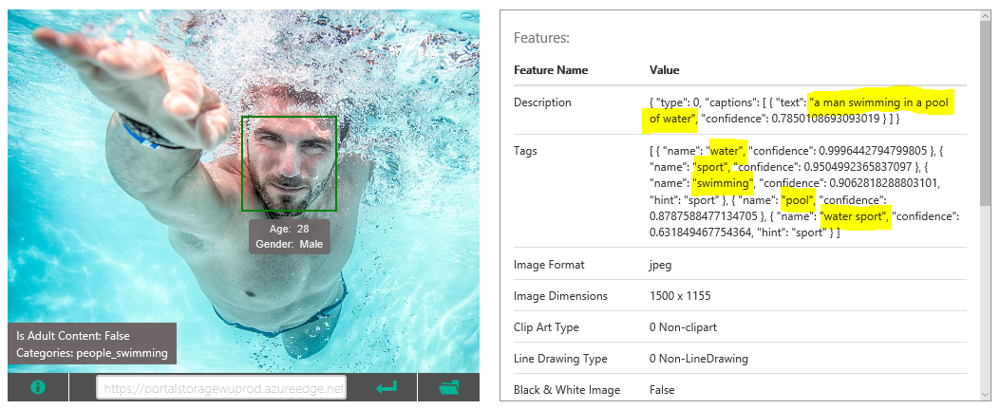 Age: 28
Gender: Male
Is Adult Content: False
Categories: people_swimming
https://portalstoragewuprod.azureedge.net
Features:
Feature Name Value
Description { "type": 0, "captions": [ { "text": "a man swimming in a pool
of water", "confidence": 0.7850108693093019 } ] }
Tags [ { "name": "water", "confidence": 0.9996442794799805 }, {
"name": "sport", "confidence": 0.9504992365837097 }, {
"name": "swimming", "confidence": 0.9062818288803101,
"hint": "sport" }, { "name": "pool", "confidence":
0.8787588477134705 }, { "name": "water sport", "confidence":
0.631849467754364, "hint": "sport" } ]
Image Format jpeg
Image Dimensions 1500 x 1155
Clip Art Type 0 Non-clipart
Line Drawing Type 0 Non-LineDrawing
Black & White Image False